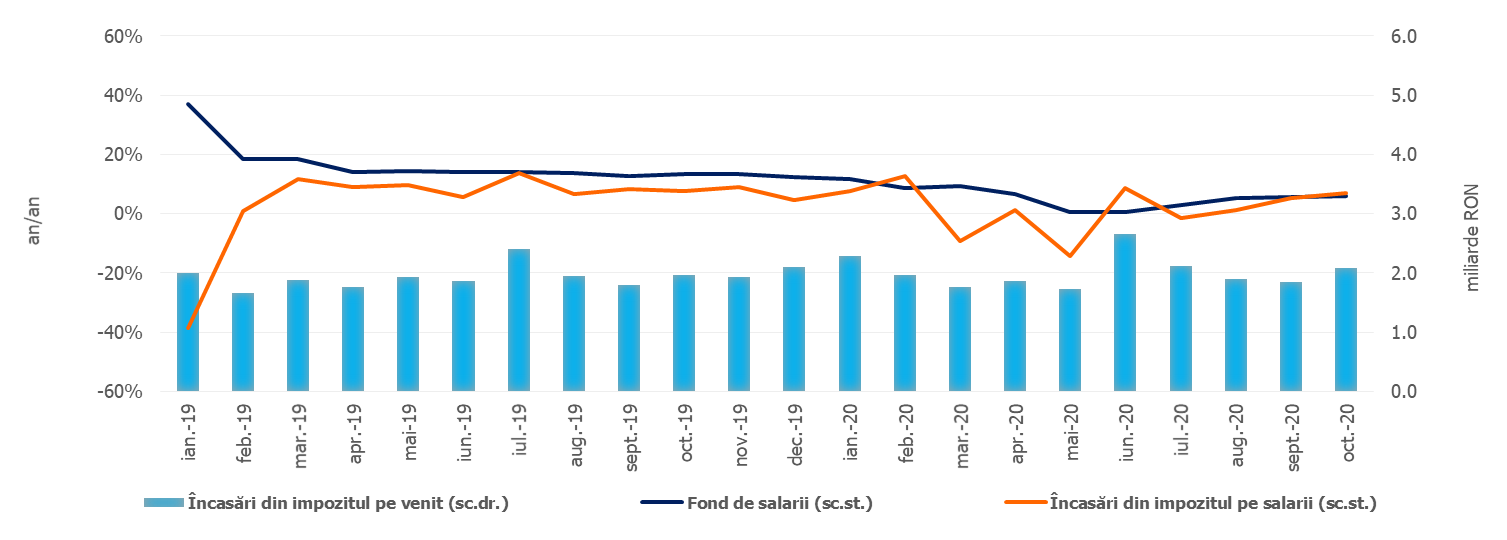 60%
40%
20%
0%
-20%
-40%
-60%
an/an
6.0
5.0
4.0
3.0
2.0
1.0
0.0
miliarde RON
ian.-19
feb.-19
mar.-19
apr.-19
mai-19
iun.-19
iul.-19
aug.-19
sept.-19
oct.-19
nov.-19
dec.-19
ian.-20
feb.-20
mar.-20
apr.-20
mai-20
iun.-20
iul.-20
aug.-20
sept.-20
oct.-20
Încasări din impozitul pe venit (sc.dr.)
Fond de salarii (sc.st.)
Încasări din impozitul pe salarii (sc.st.)